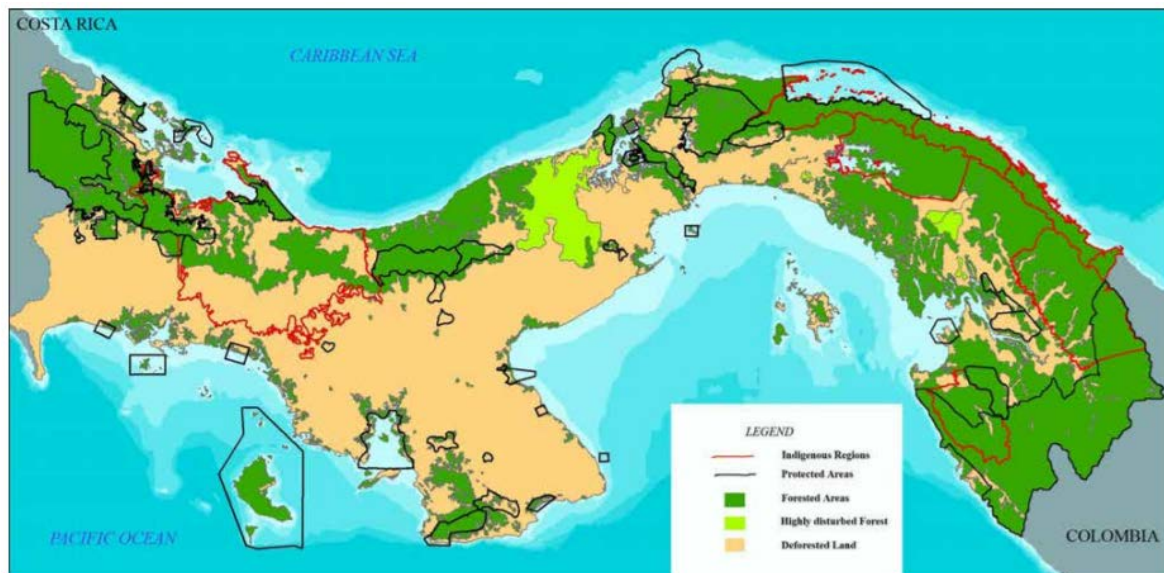 COSTA RICA
CARIBBEAN SEA
LEGEND
Indigenous Regions
Protected Areas
Forested Areas
Highly disturbed Forest
Deforested Land
PACIFIC OCEAN
COLOMBIA